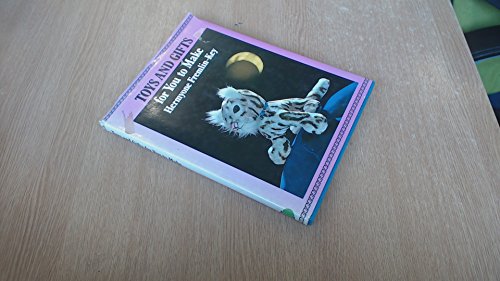 TOYS AND GIFTS
for You to Make
Hermyone Fremlin-Key